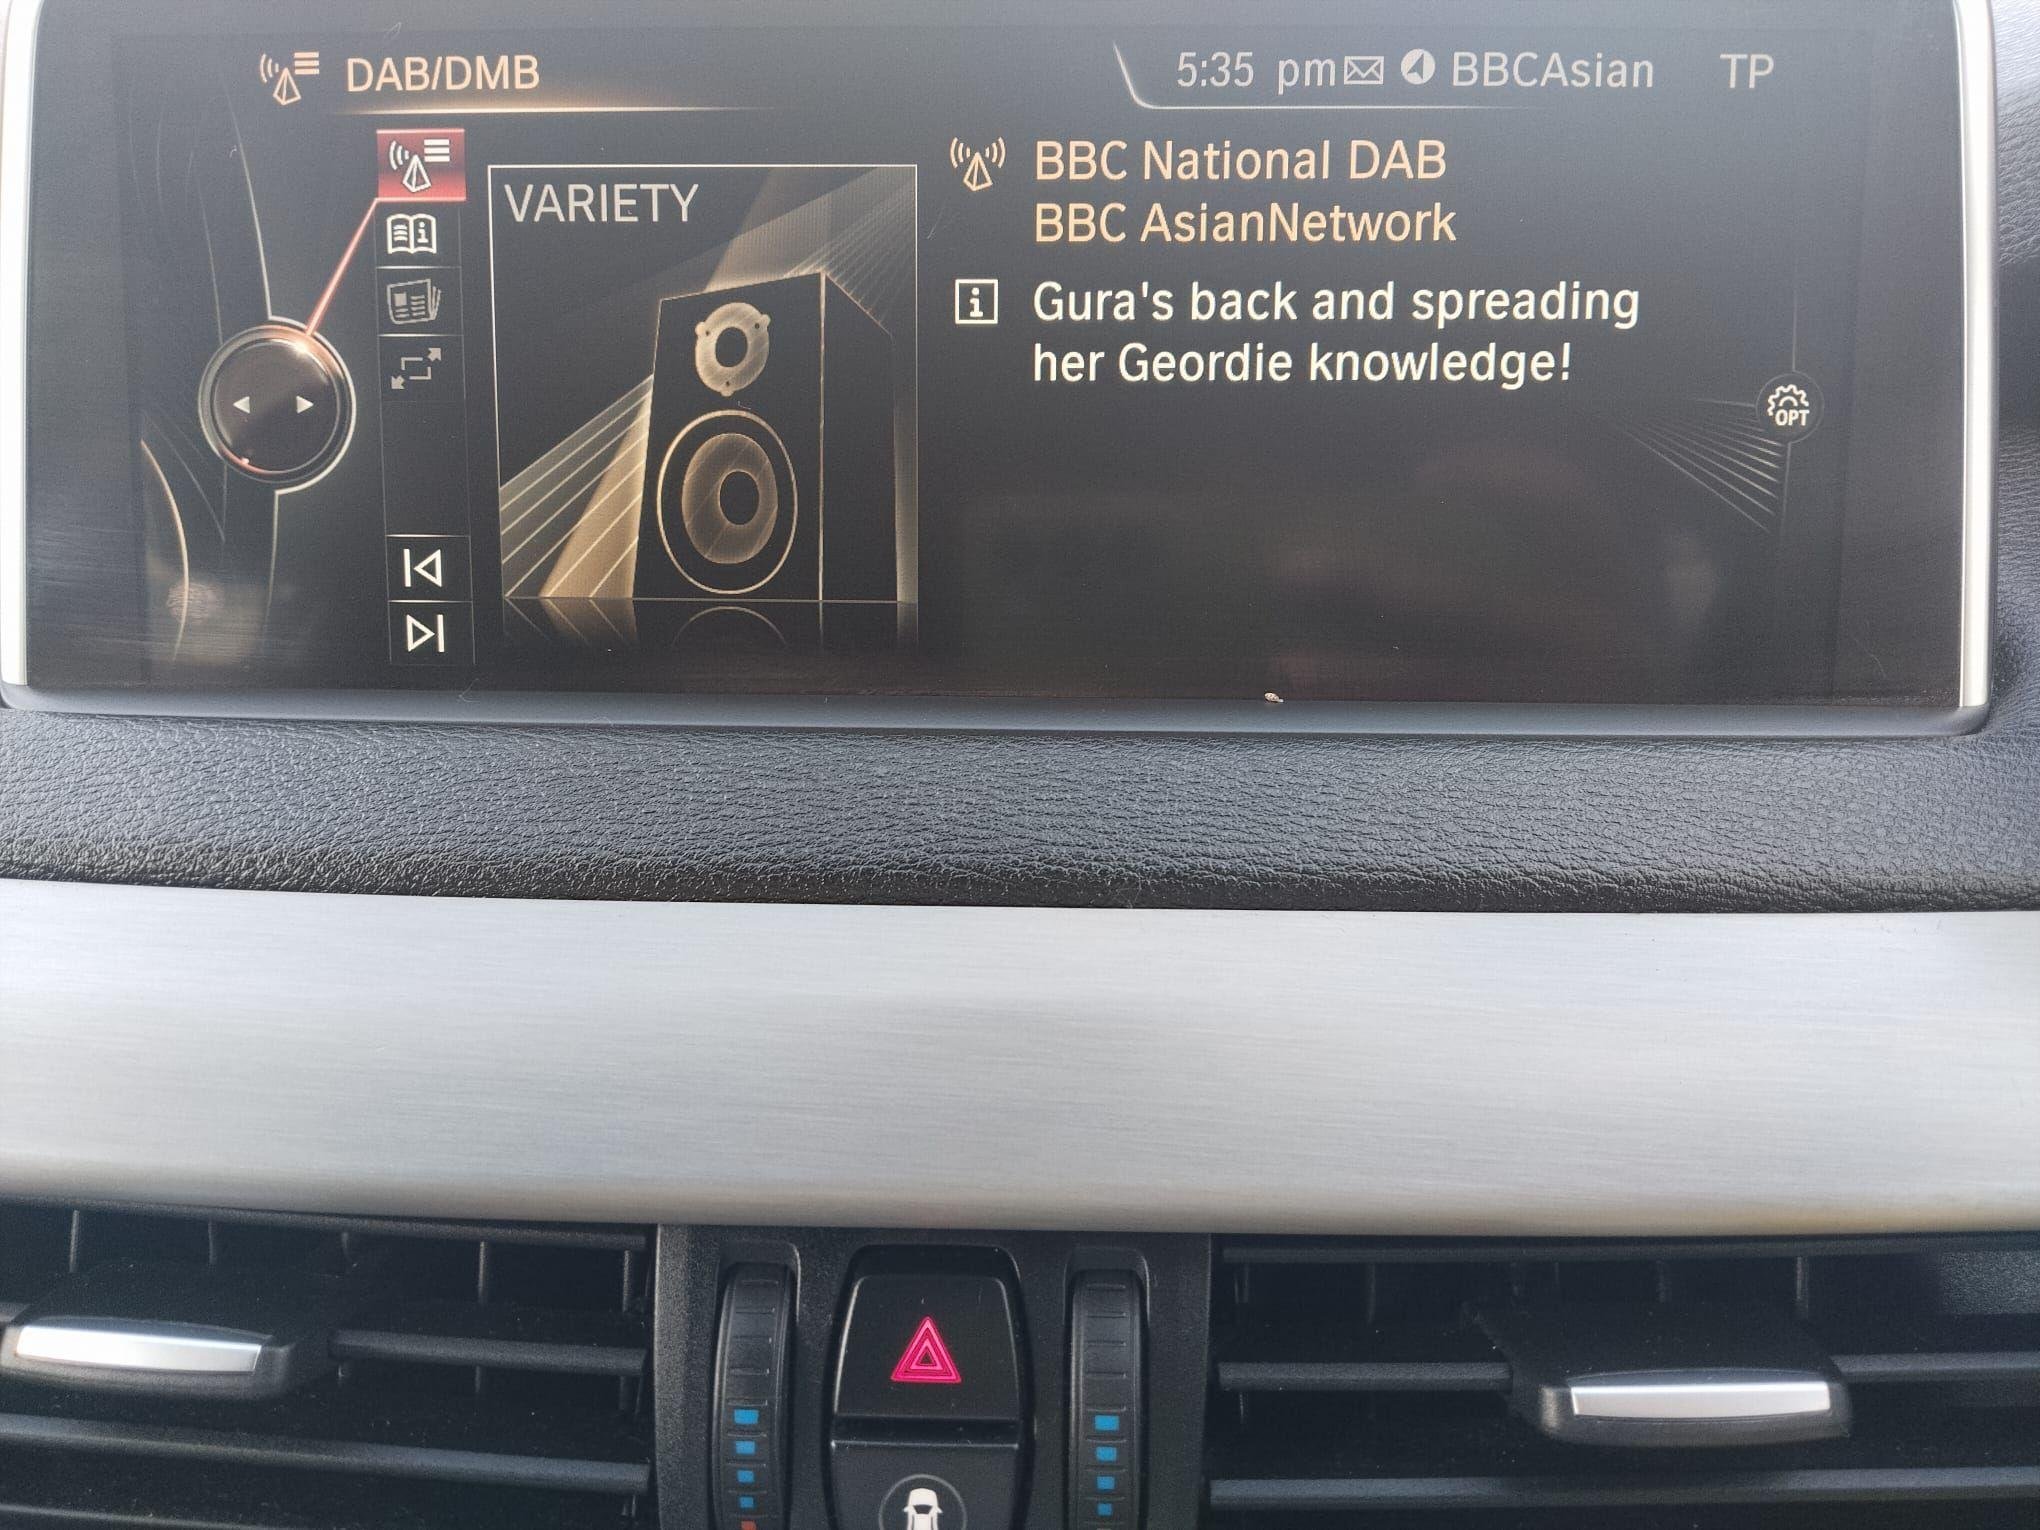 DAB/DMB
5:35 pm BBCAsian TP
VARIETY
BBC National DAB
BBC AsianNetwork
Gura's back and spreading
her Geordie knowledge!
OPT